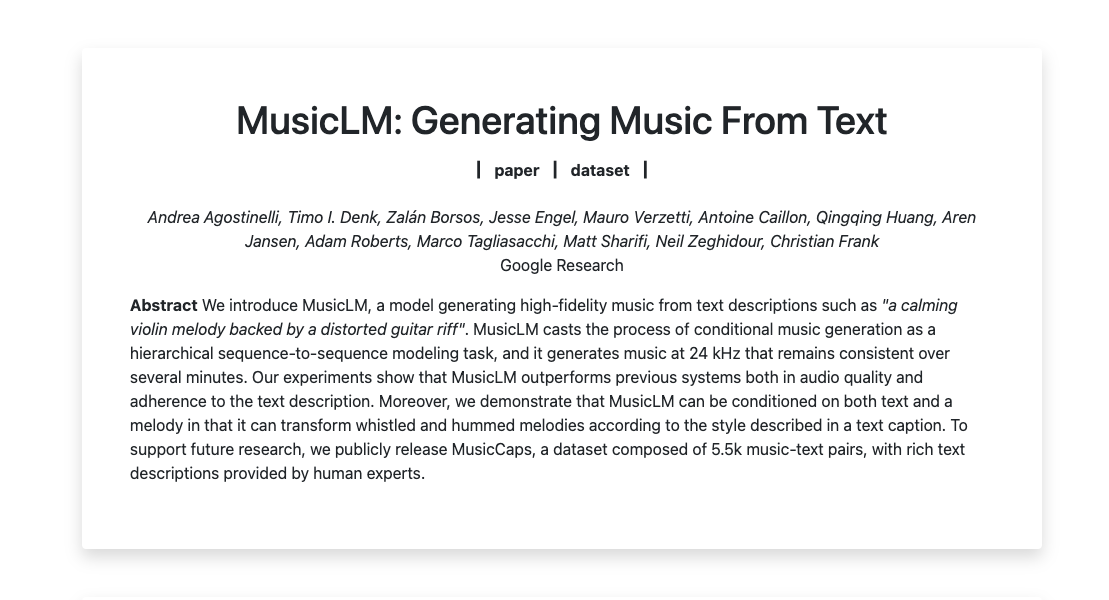 MusicLM: Generating Music From Text
| paper | dataset |
Andrea Agostinelli, Timo I. Denk, Zalán Borsos, Jesse Engel, Mauro Verzetti, Antoine Caillon, Qingqing Huang, Aren
Jansen, Adam Roberts, Marco Tagliasacchi, Matt Sharifi, Neil Zeghidour, Christian Frank
Google Research
Abstract We introduce MusicLM, a model generating high-fidelity music from text descriptions such as "a calming
violin melody backed by a distorted guitar riff". MusicLM casts the process of conditional music generation as a
hierarchical sequence-to-sequence modeling task, and it generates music at 24 kHz that remains consistent over
several minutes. Our experiments show that MusicLM outperforms previous systems both in audio quality and
adherence to the text description. Moreover, we demonstrate that MusicLM can be conditioned on both text and a
melody in that it can transform whistled and hummed melodies according to the style described in a text caption. To
support future research, we publicly release MusicCaps, a dataset composed of 5.5k music-text pairs, with rich text
descriptions provided by human experts.